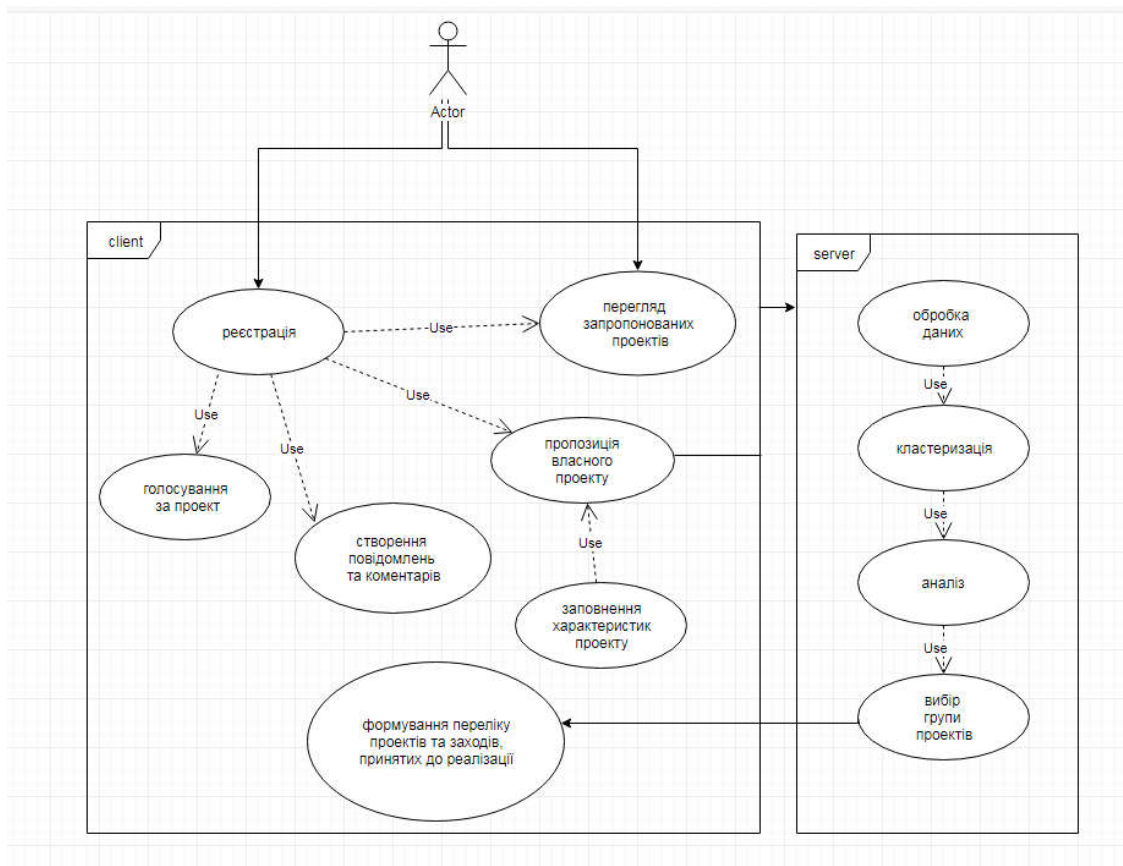 Actor
client
server
реєстрація
Use
перегляд
запропонованих
проектів
обробка
даних
Use
Use
Use
Use
голосування
за проект
створення
повідомлень
та коментарів
пропозиція
власного
проекту
Use
заповнення
характеристик
проекту
кластеризація
Use
аналіз
Use
вибір
групи
проектів
формування переліку
проектів та заходів,
принятих до реалізації